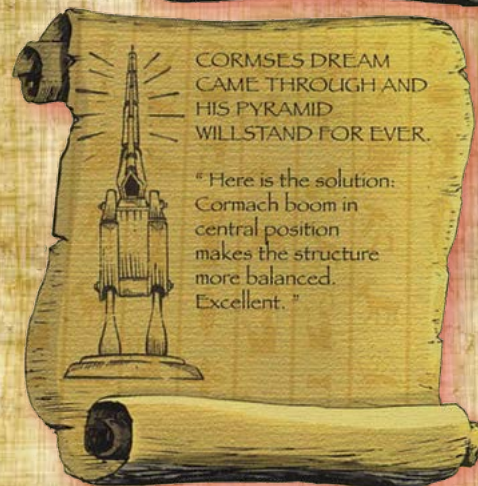 CORMSES DREAM
CAME THROUGH AND
HIS PYRAMID
WILLSTAND FOR EVER.
“ Here is the solution:
Cormach boom in
central position
makes the structure
more balanced.
Excellent. ”